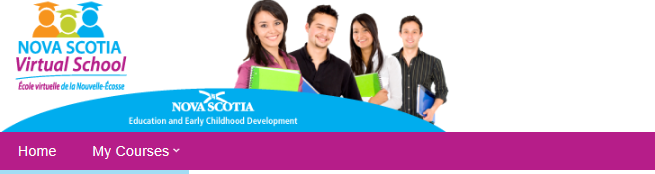 NOVA SCOTIA
Virtual School
École virtuelle de la Nouvelle-Écosse
NOVA SCOTIA
Education and Early Childhood Development
Home
My Courses